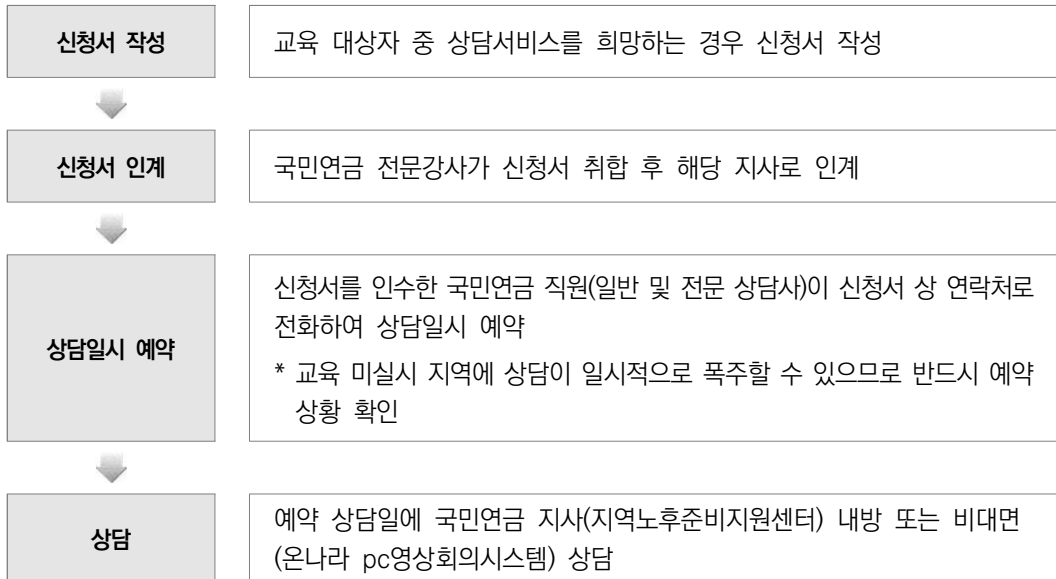 신청서 작성
교육 대상자 중 상담서비스를 희망하는 경우 신청서 작성
신청서 인계
국민연금 전문강사가 신청서 취합 후 해당 지사로 인계
상담일시 예약
신청서를 인수한 국민연금 직원(일반 및 전문 상담사)이 신청서 상 연락처로
전화하여 상담일시 예약
* 교육 미실시 지역에 상담이 일시적으로 폭주할 수 있으므로 반드시 예약
상황 확인
상담
예약 상담일에 국민연금 지사(지역노후준비지원센터) 내방 또는 비대면
(온나라 pc영상회의시스템) 상담